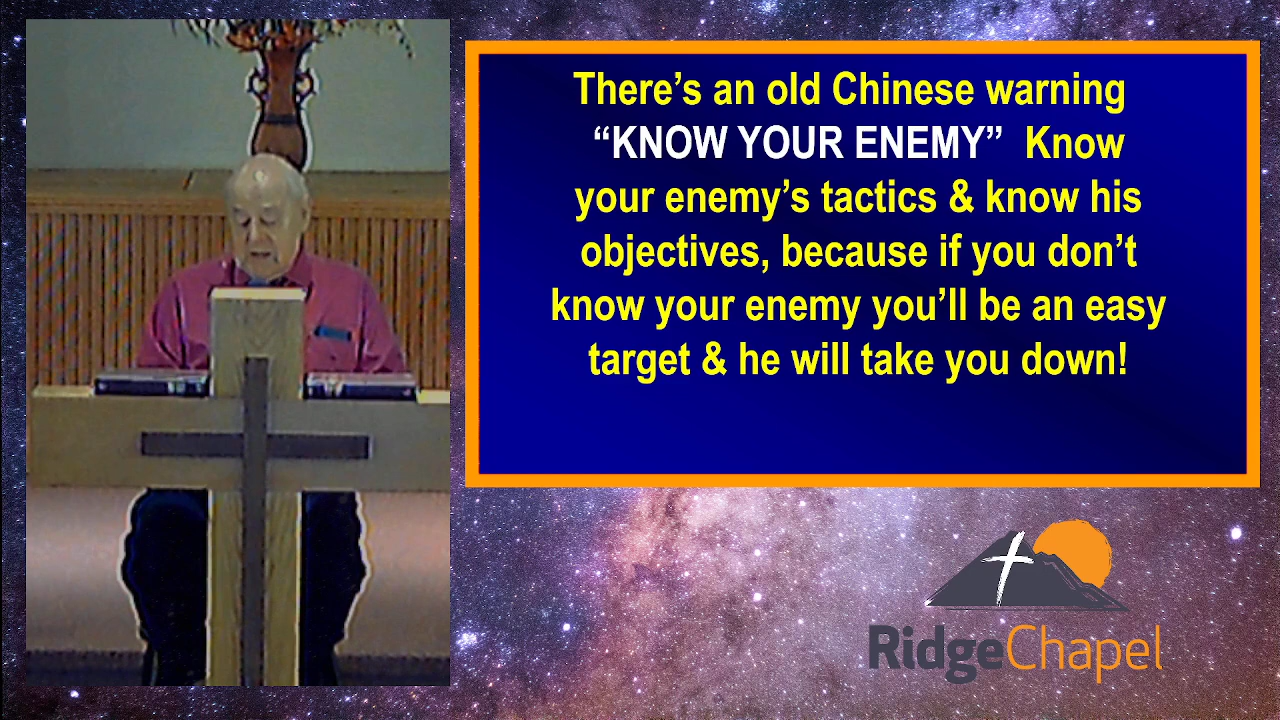 There’s an old Chinese warning
“KNOW YOUR ENEMY”  Know
your enemy’s tactics & know his
objectives, because if you don’t
know your enemy you’ll be an easy
target & he will take you down!
RidgeChapel